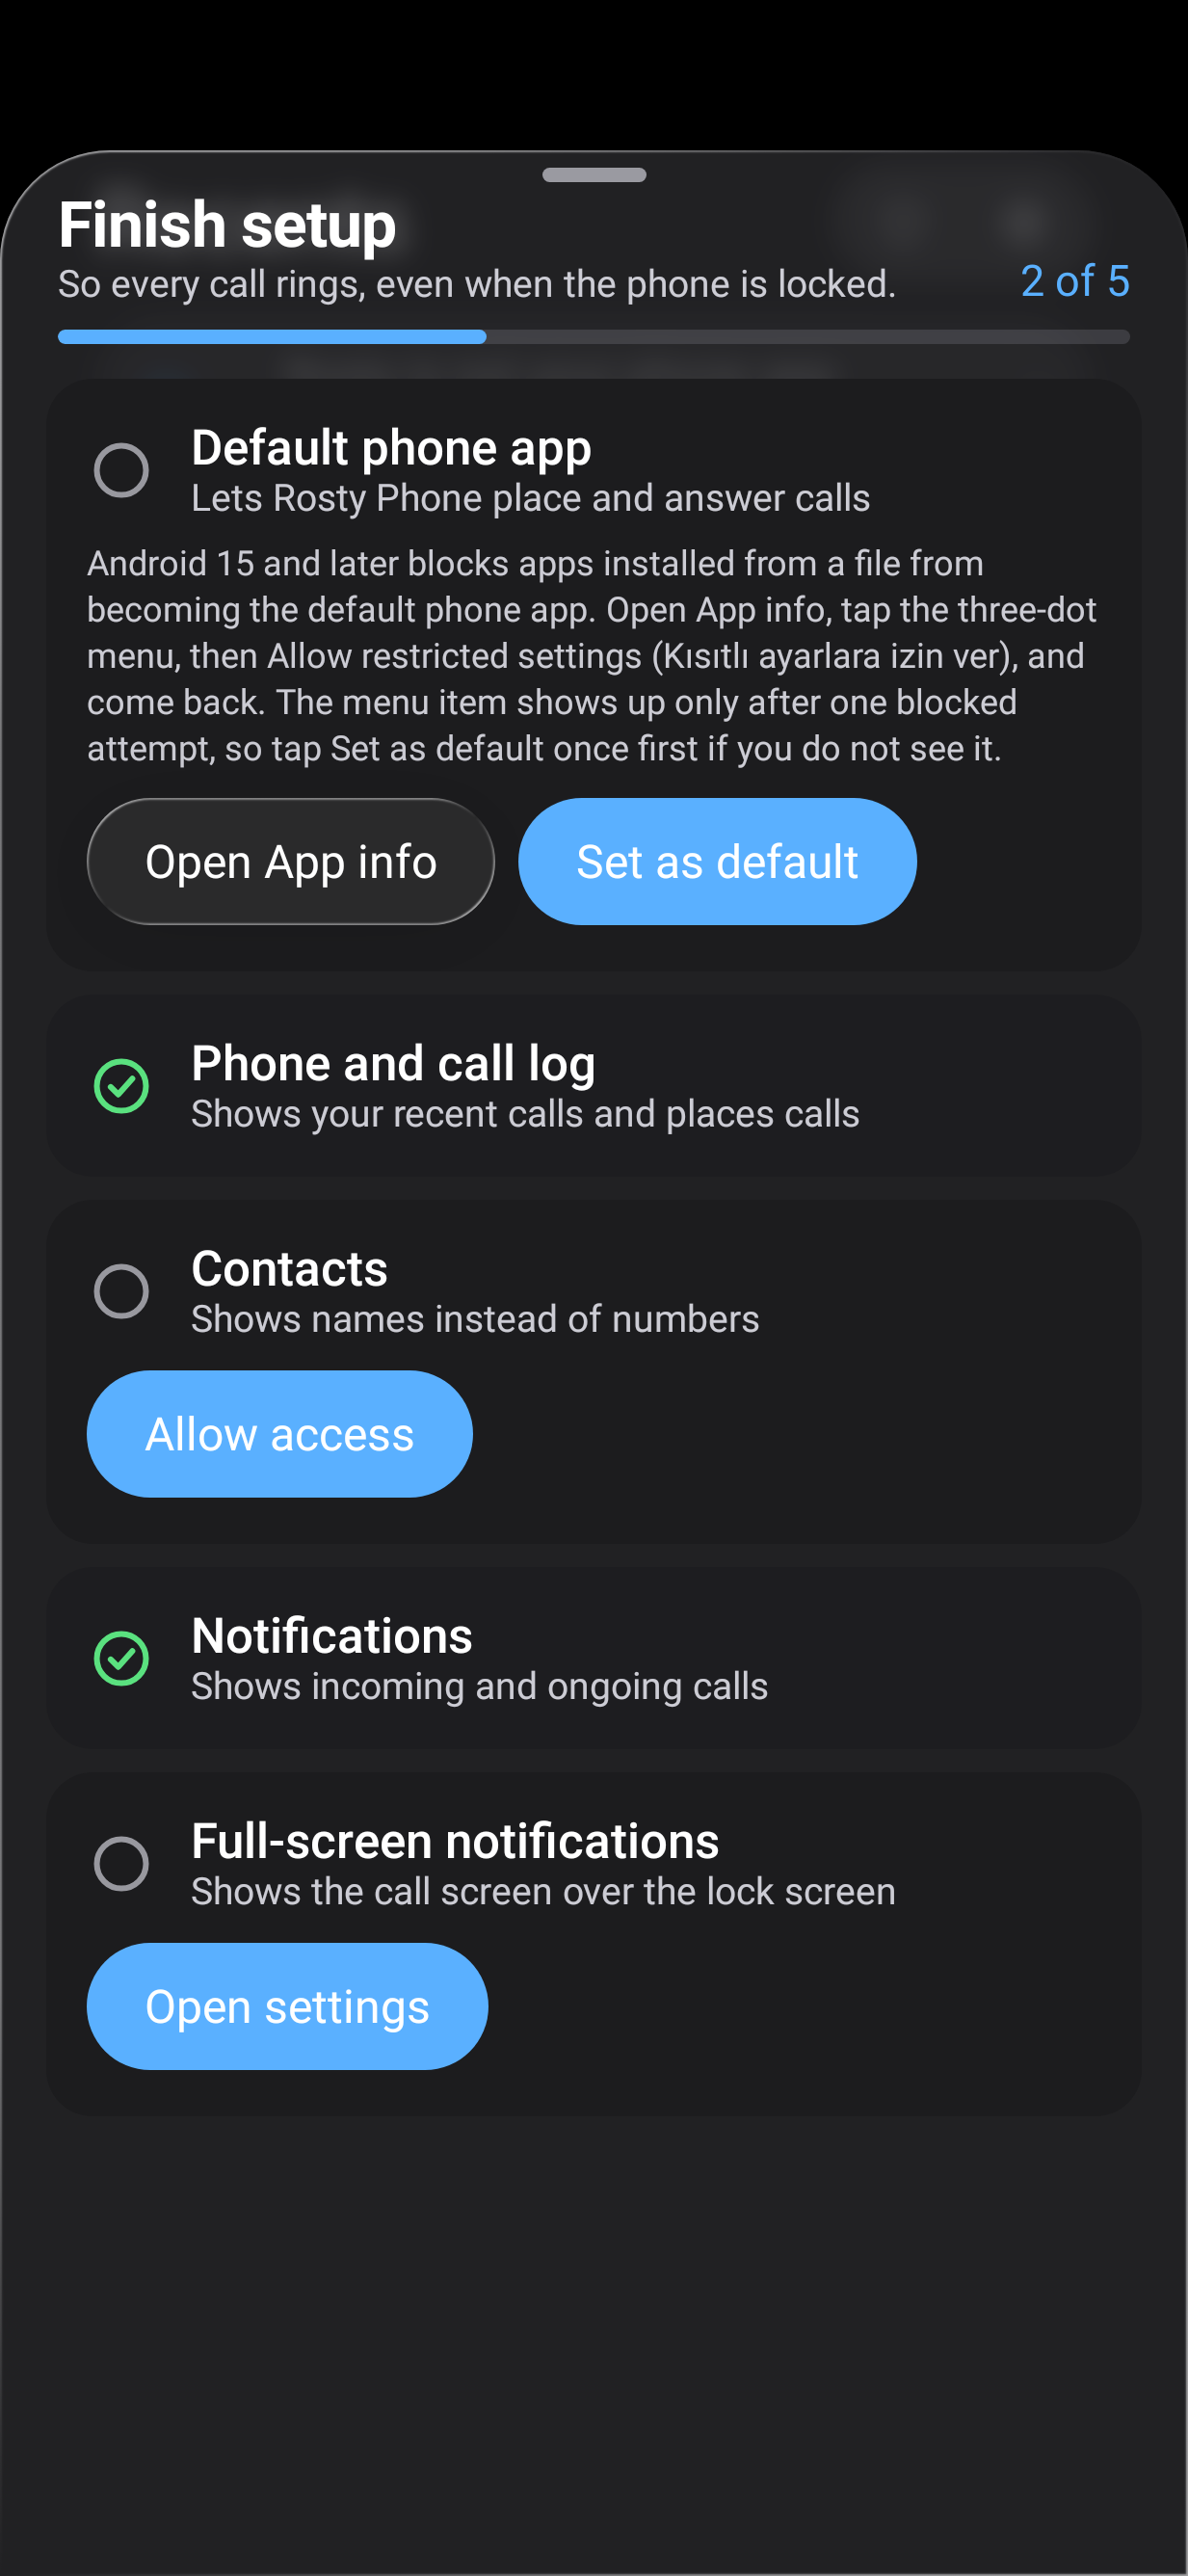 Finish setup
So every call rings, even when the phone is locked.
2 of 5
Default phone app
Lets Rosty Phone place and answer calls
Android 15 and later blocks apps installed from a file from
becoming the default phone app. Open App info, tap the three-dot
menu, then Allow restricted settings (Kısıtlı ayarlara izin ver), and
come back. The menu item shows up only after one blocked
attempt, so tap Set as default once first if you do not see it.
Open App info
Set as default
Phone and call log
Shows your recent calls and places calls
Contacts
Shows names instead of numbers
Allow access
Notifications
Shows incoming and ongoing calls
Full-screen notifications
Shows the call screen over the lock screen
Open settings